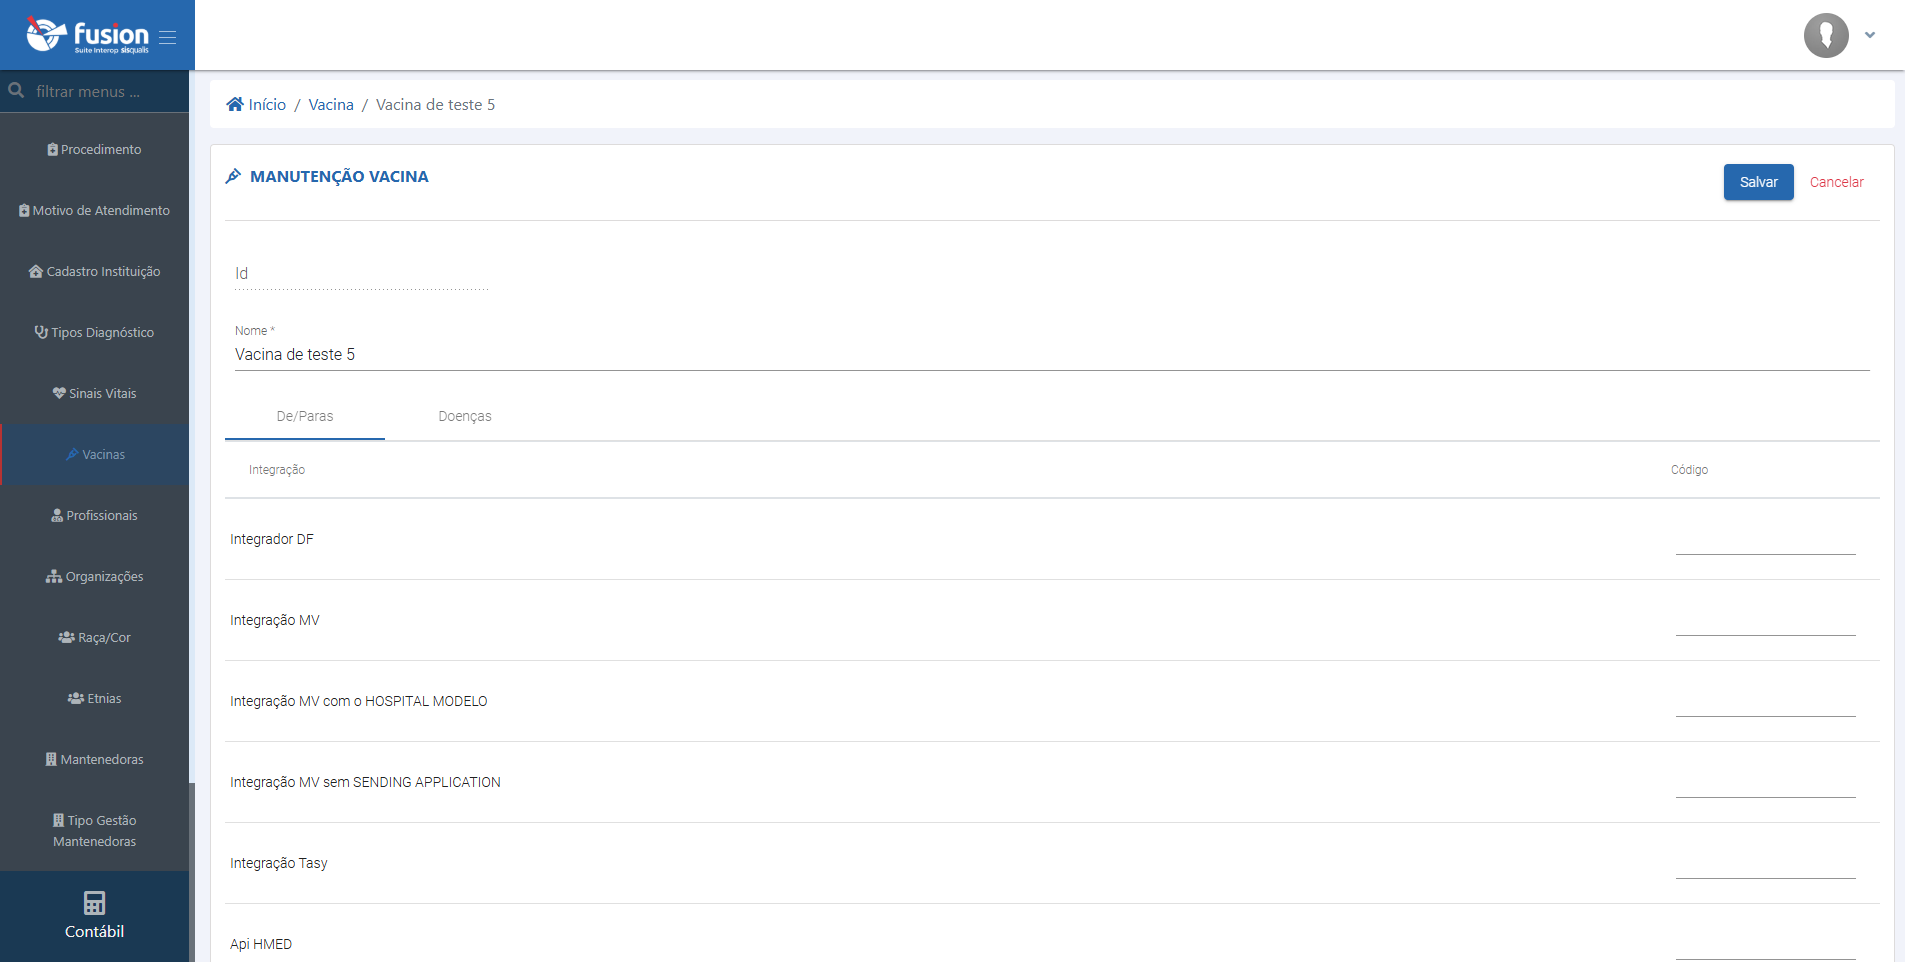 fusion
Suite Interop sisqualis
filtrar menus ...
Procedimento
Motivo de Atendimento
Cadastro Instituição
Tipos Diagnóstico
Sinais Vitais
Vacinas
Profissionais
Organizações
Raça/Cor
Etnias
Mantenedoras
Tipo Gestão
Mantenedoras
Contábil
Início / Vacina / Vacina de teste 5
MANUTENÇÃO VACINA
Salvar Cancelar
Id
Nome *
Vacina de teste 5
De/Paras Doenças
Integração Código
Integrador DF
Integração MV
Integração MV com o HOSPITAL MODELO
Integração MV sem SENDING APPLICATION
Integração Tasy
Api HMED